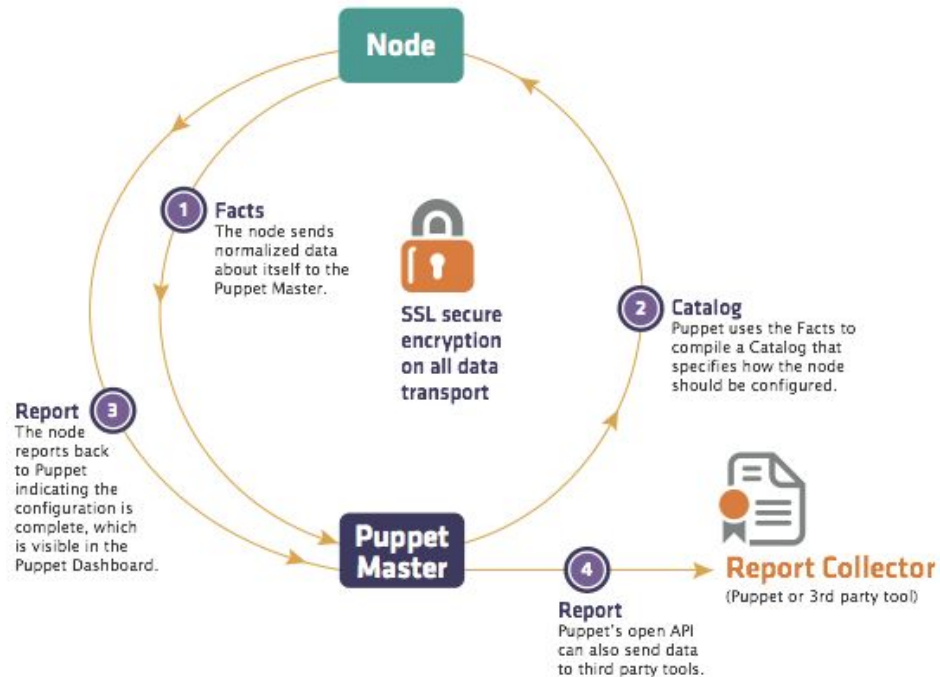 Node
1
Facts
The node sends
normalized data
about itself to the
Puppet Master.
SSL secure
encryption
on all data
transport
2
Catalog
Puppet uses the Facts to
compile a Catalog that
specifies how the node
should be configured.
3
Report
The node
reports back
to Puppet
indicating the
configuration is
complete, which
is visible in the
Puppet Dashboard.
Puppet
Master
4
Report
Puppet's open API
can also send data
to third party tools.
Report Collector
(Puppet or 3rd party tool)